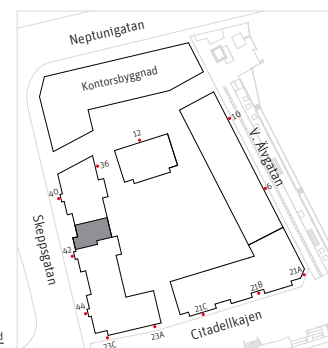 Neptunigatan
Kontorsbyggnad
12
10
V. Älvgatan
36
40
6
Skeppsgatan
42
21A
21B
21C
44
Citadellkajen
23A
23C